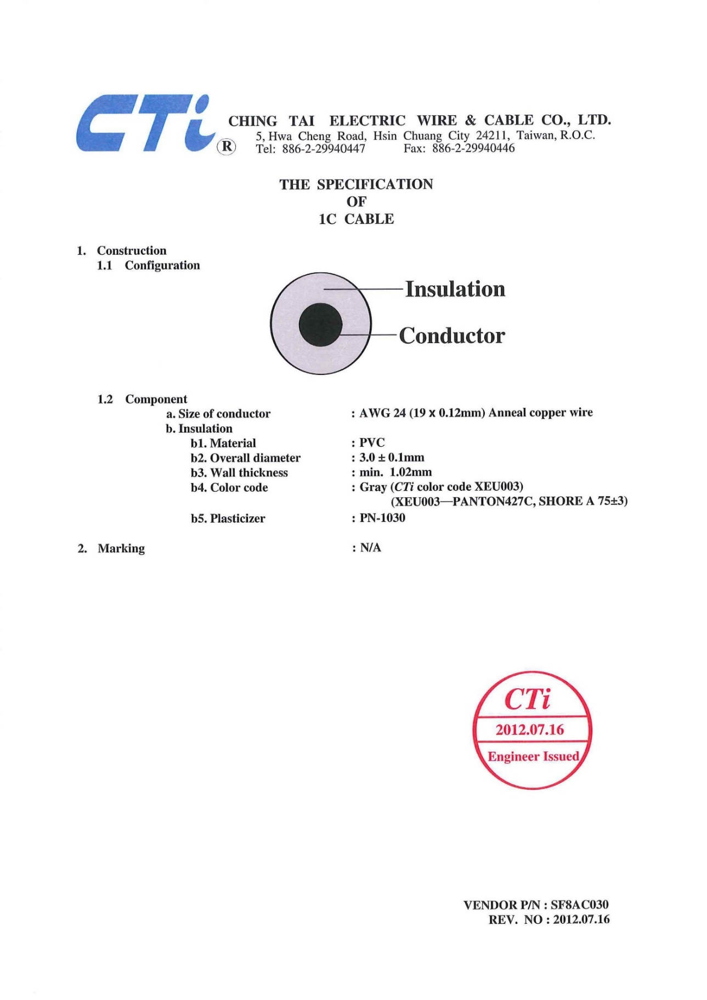 CTi ®
CHING TAI ELECTRIC WIRE & CABLE CO., LTD.
5, Hwa Cheng Road, Hsin Chuang City 24211, Taiwan, R.O.C.
Tel: 886-2-29940447 Fax: 886-2-29940446
THE SPECIFICATION
OF
1C CABLE
1. Construction
1.1 Configuration
Insulation
Conductor
1.2 Component
a. Size of conductor : AWG 24 (19 x 0.12mm) Anneal copper wire
b. Insulation
b1. Material : PVC
b2. Overall diameter : 3.0 ± 0.1mm
b3. Wall thickness : min. 1.02mm
b4. Color code : Gray (CTi color code XEU003)
(XEU003—PANTON427C, SHORE A 75±3)
b5. Plasticizer : PN-1030
2. Marking : N/A
CTi
2012.07.16
Engineer Issued
VENDOR P/N : SF8AC030
REV. NO : 2012.07.16